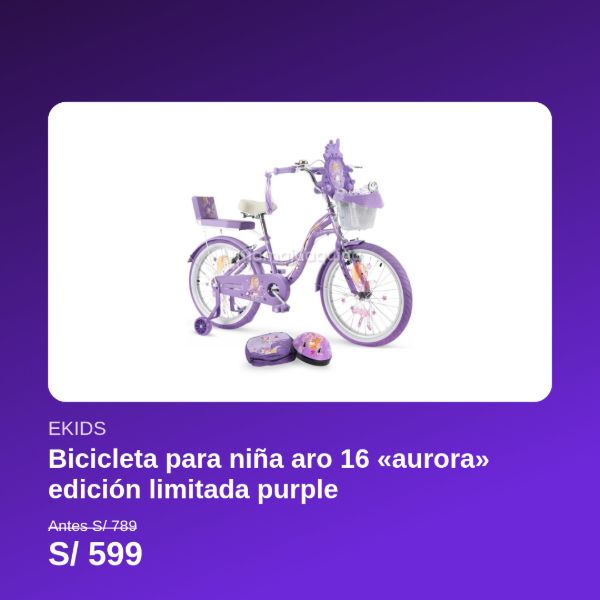 EKIDS
Bicicleta para niña aro 16 «aurora»
edición limitada purple
Antes S/ 789
S/ 599